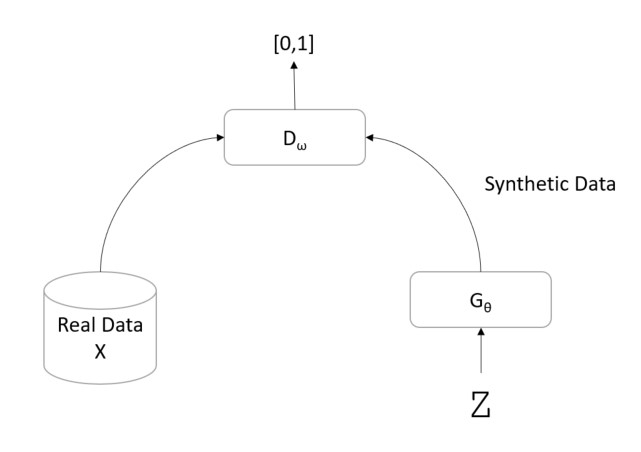 [0,1]
Dω
Synthetic Data
Real Data
X
Gθ
Z